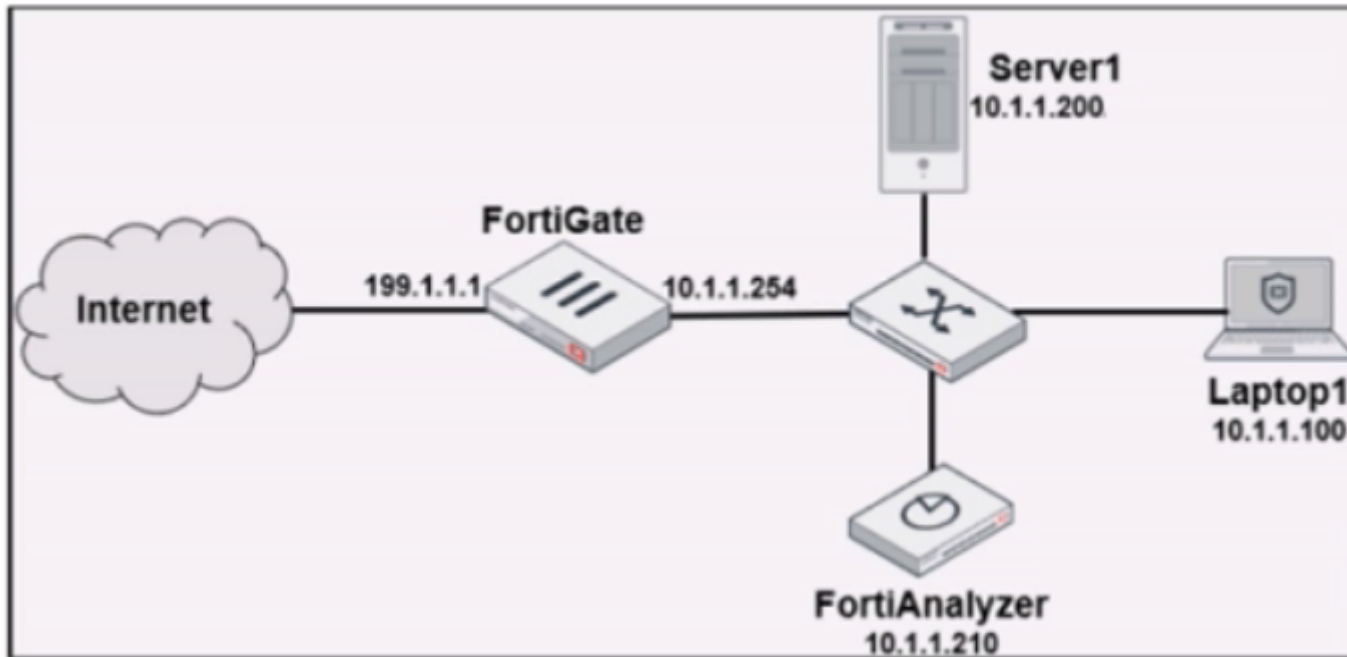 Server1
10.1.1.200
FortiGate
199.1.1.1
10.1.1.254
Internet
Laptop1
10.1.1.100
FortiAnalyzer
10.1.1.210